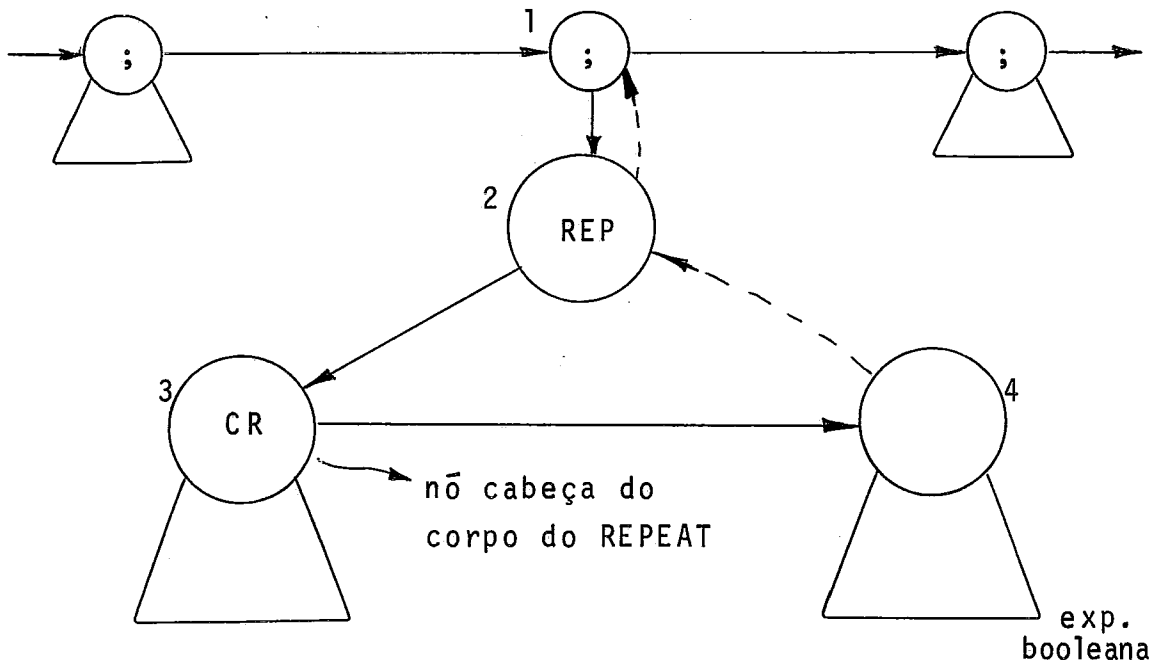 1
; ; ;
2
REP
3 4
CR
nó cabeça do
corpo do REPEAT
exp.
booleana